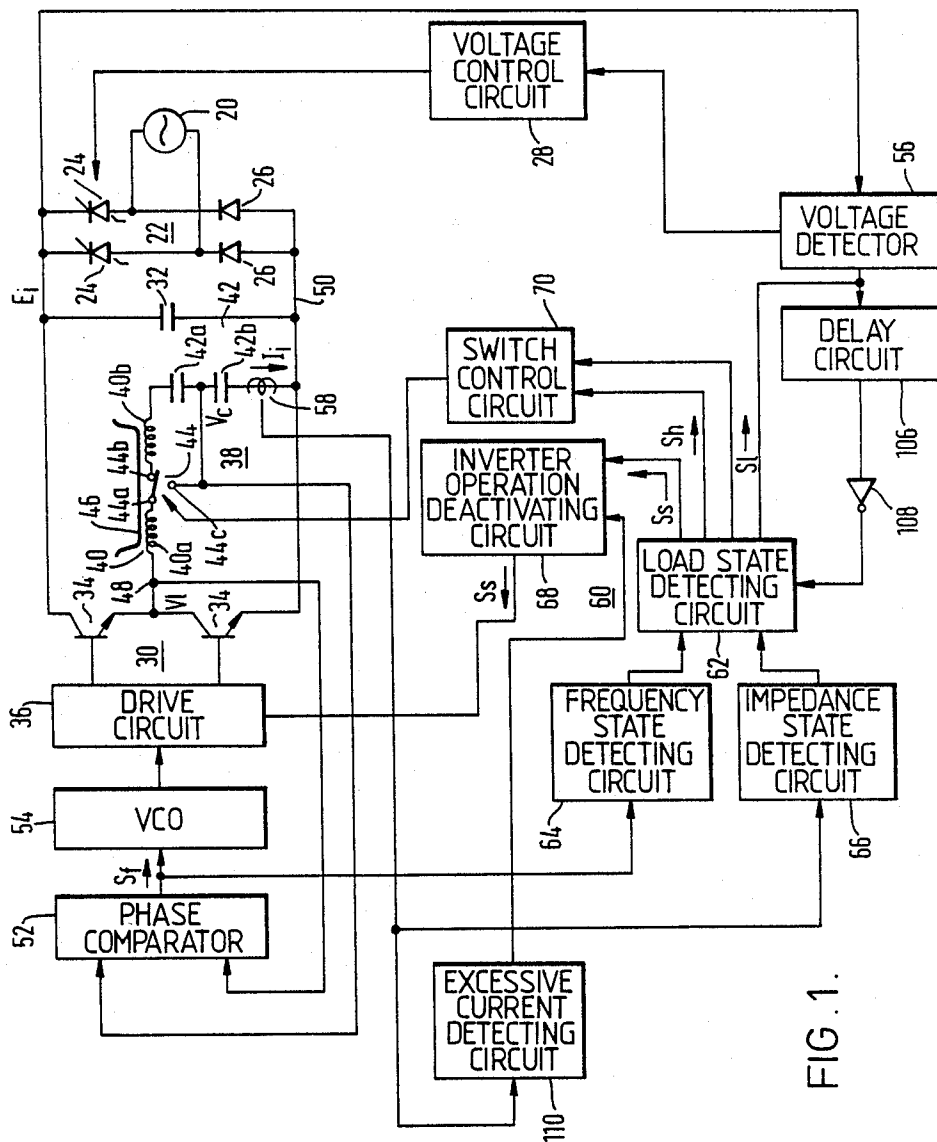 Ei
24
24
22
20
26
26
32
50
42
42a
42b
Vc
Ii
58
VOLTAGE
CONTROL
CIRCUIT
28
VOLTAGE
DETECTOR
56
DELAY
CIRCUIT
106
108
SWITCH
CONTROL
CIRCUIT
70
INVERTER
OPERATION
DEACTIVATING
CIRCUIT
68
60
Ss
Ss
Sh
Sl
LOAD STATE
DETECTING
CIRCUIT
62
FREQUENCY
STATE
DETECTING
CIRCUIT
64
IMPEDANCE
STATE
DETECTING
CIRCUIT
66
40b
44b
44
44a
44c
38
46
40
40a
48
VI
34
34
30
36
DRIVE
CIRCUIT
54
VCO
Sf
52
PHASE
COMPARATOR
EXCESSIVE
CURRENT
DETECTING
CIRCUIT
110
FIG. 1.